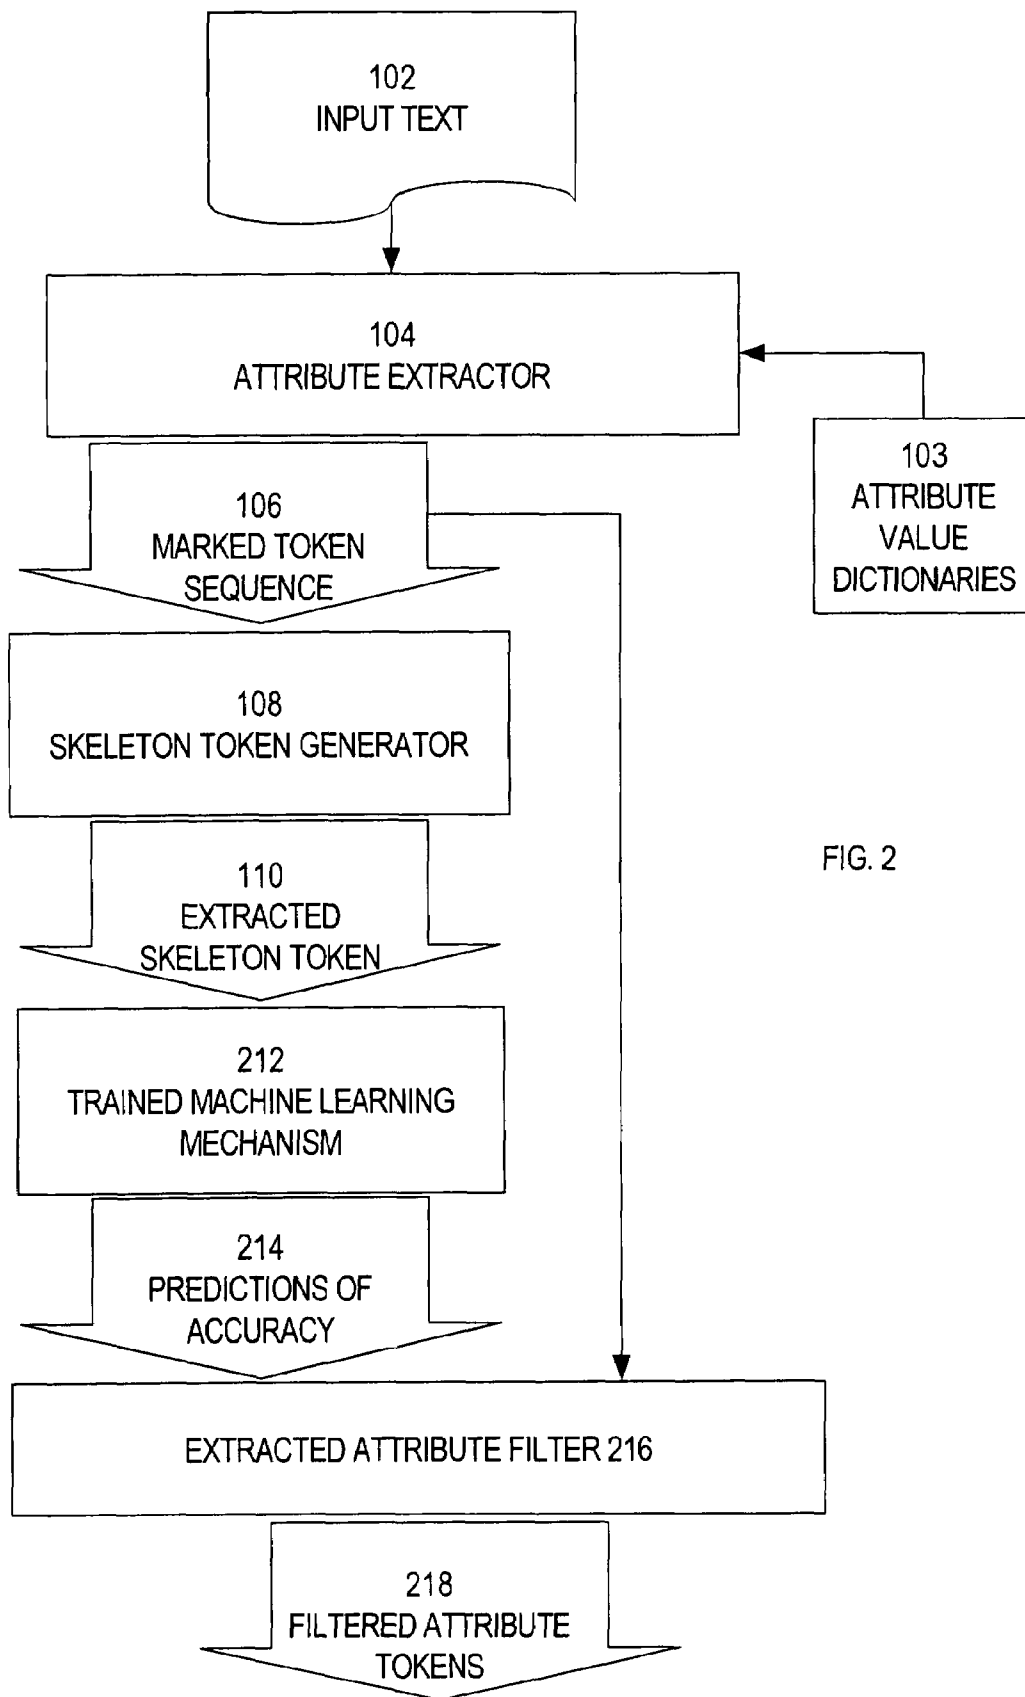 102
INPUT TEXT
104
ATTRIBUTE EXTRACTOR
103
ATTRIBUTE
VALUE
DICTIONARIES
106
MARKED TOKEN
SEQUENCE
108
SKELETON TOKEN GENERATOR
FIG. 2
110
EXTRACTED
SKELETON TOKEN
212
TRAINED MACHINE LEARNING
MECHANISM
214
PREDICTIONS OF
ACCURACY
EXTRACTED ATTRIBUTE FILTER 216
218
FILTERED ATTRIBUTE
TOKENS